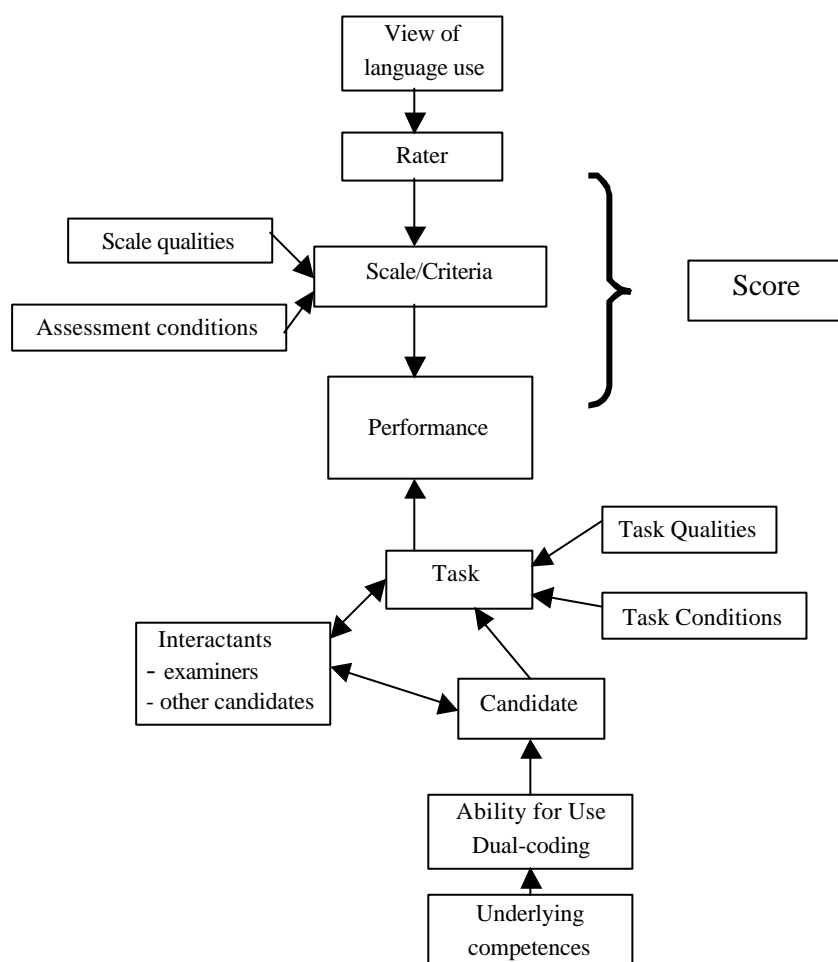 View of
language use
Rater
Scale qualities
Scale/Criteria
Score
Assessment conditions
Performance
Task Qualities
Task
Task Conditions
Interactants
- examiners
- other candidates
Candidate
Ability for Use
Dual-coding
Underlying
competences